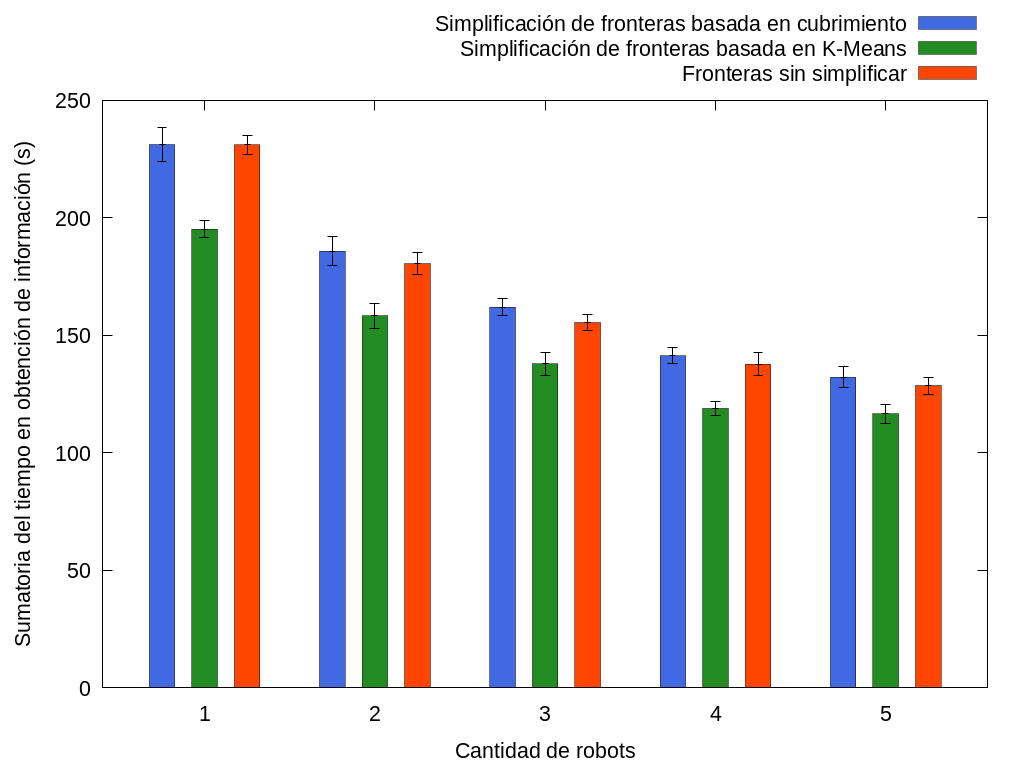 Simplificación de fronteras basada en cubrimiento
Simplificación de fronteras basada en K-Means
Fronteras sin simplificar
250
200
150
100
50
0
Sumatoria del tiempo en obtención de información (s)
1 2 3 4 5
Cantidad de robots